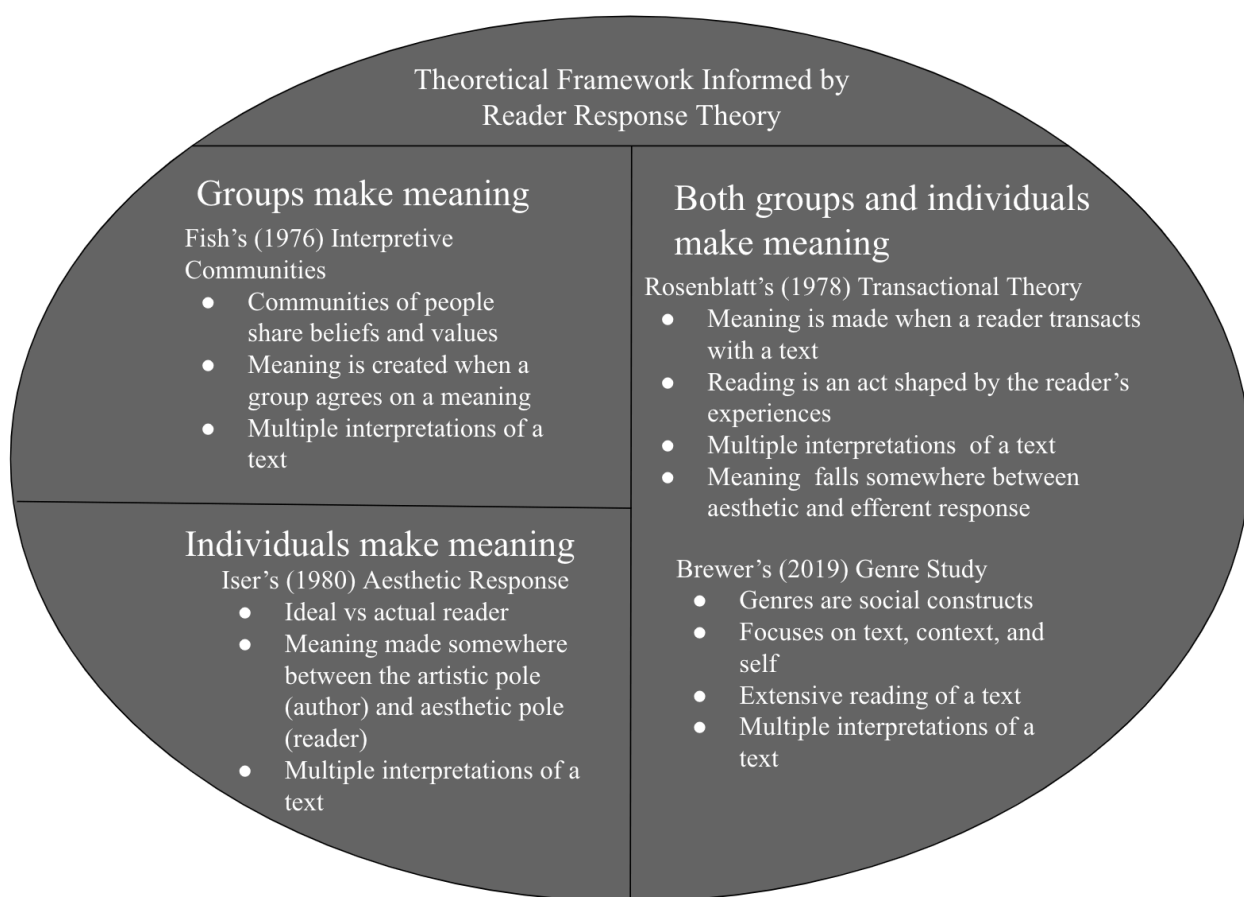 Theoretical Framework Informed by
Reader Response Theory
Groups make meaning
Fish's (1976) Interpretive
Communities
● Communities of people
share beliefs and values
● Meaning is created when a
group agrees on a meaning
● Multiple interpretations of a
text
Individuals make meaning
Iser's (1980) Aesthetic Response
● Ideal vs actual reader
● Meaning made somewhere
between the artistic pole
(author) and aesthetic pole
(reader)
● Multiple interpretations of a
text
Both groups and individuals
make meaning
Rosenblatt's (1978) Transactional Theory
● Meaning is made when a reader transacts
with a text
● Reading is an act shaped by the reader's
experiences
● Multiple interpretations of a text
● Meaning falls somewhere between
aesthetic and efferent response
Brewer's (2019) Genre Study
● Genres are social constructs
● Focuses on text, context, and
self
● Extensive reading of a text
● Multiple interpretations of a
text